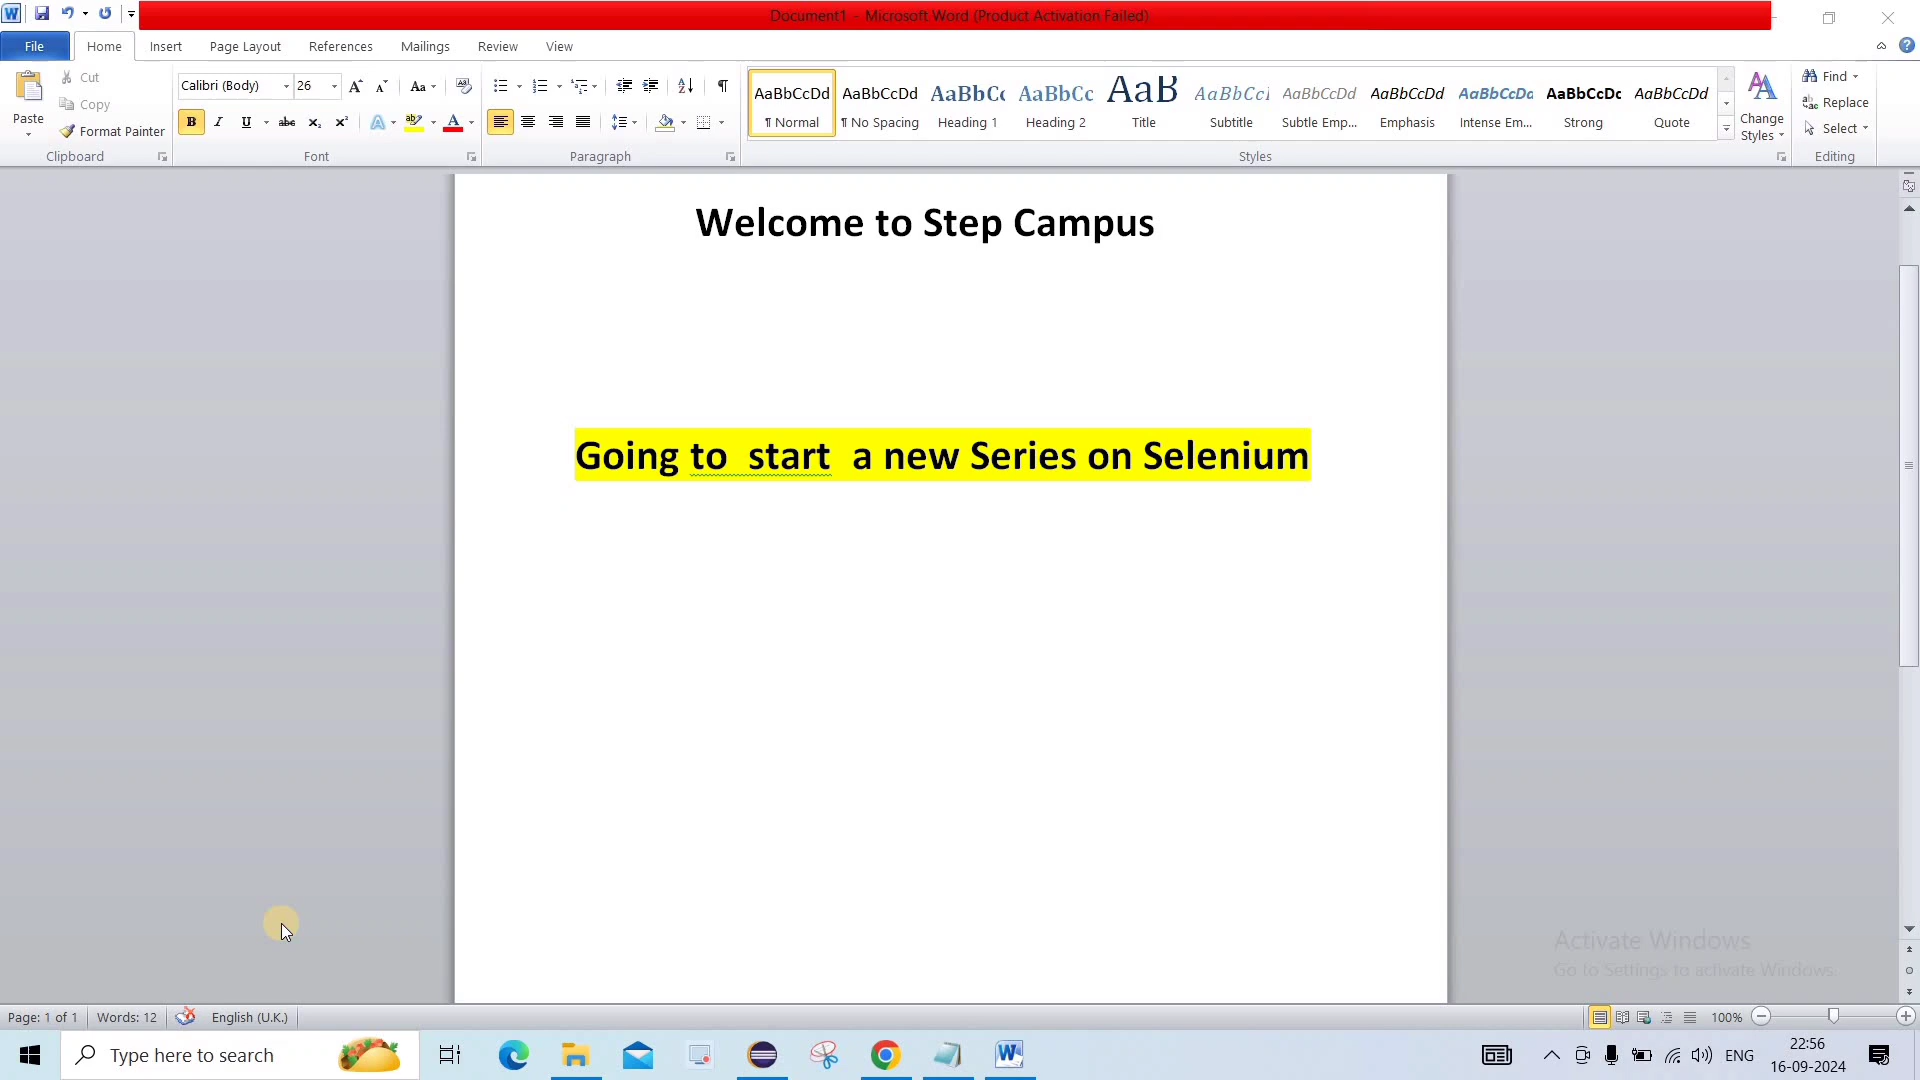 Document1 - Microsoft Word (Product Activation Failed)
File Home Insert Page Layout References Mailings Review View
Paste Cut Copy Format Painter Clipboard
Calibri (Body) 26 Font
Paragraph
AaBbCcDd AaBbCcDd AaBbCc AaBbCc AaB AaBbCcI AaBbCcDd AaBbCcDd AaBbCcDd AaBbCcDc AaBbCcDd
¶ Normal ¶ No Spacing Heading 1 Heading 2 Title Subtitle Subtle Emp... Emphasis Intense Em... Strong Quote
Styles
Change Styles
Find Replace Select Editing
Welcome to Step Campus
Going to  start  a new Series on Selenium
Activate Windows
Go to Settings to activate Windows.
Page: 1 of 1 Words: 12 English (U.K.) 100%
Type here to search ENG 22:56
16-09-2024